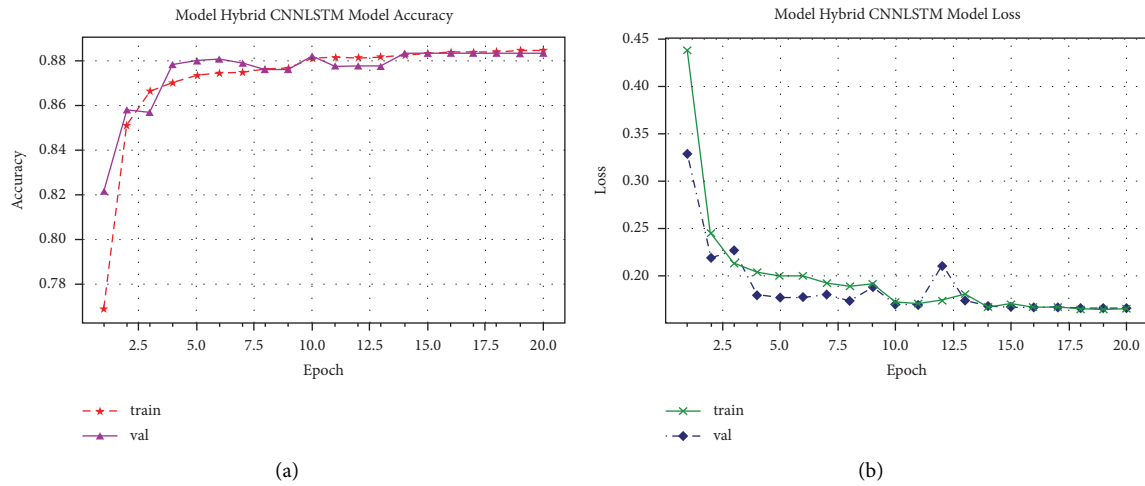 Model Hybrid CNNLSTM Model Accuracy
0.88
0.86
0.84
0.82
0.80
0.78
Accuracy
2.5 5.0 7.5 10.0 12.5 15.0 17.5 20.0
Epoch
train
val
(a)
Model Hybrid CNNLSTM Model Loss
0.45
0.40
0.35
0.30
0.25
0.20
Loss
2.5 5.0 7.5 10.0 12.5 15.0 17.5 20.0
Epoch
train
val
(b)